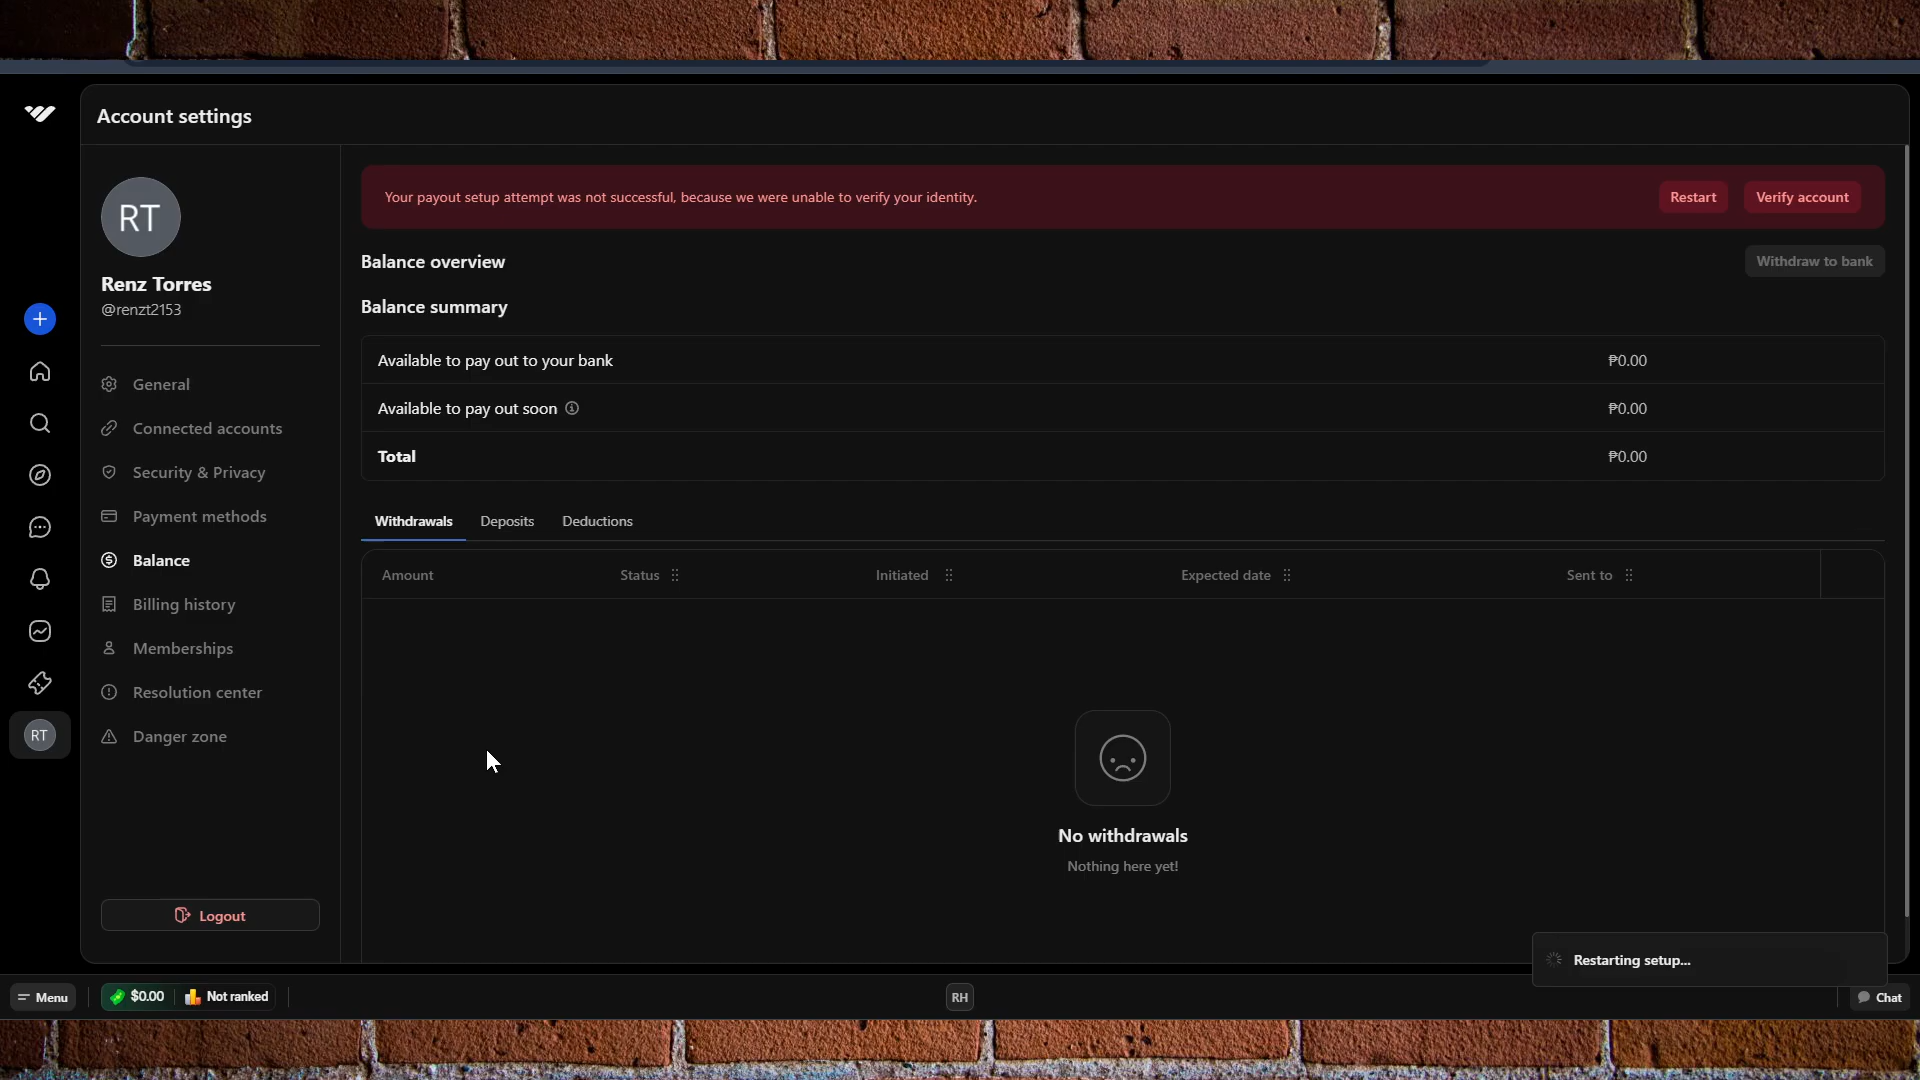 Account settings
RT
Renz Torres
@renzt2153
General
Connected accounts
Security & Privacy
Payment methods
Balance
Billing history
Memberships
Resolution center
Danger zone
Logout
RT
Your payout setup attempt was not successful, because we were unable to verify your identity.
Restart
Verify account
Balance overview
Withdraw to bank
Balance summary
Available to pay out to your bank ₱0.00
Available to pay out soon ₱0.00
Total ₱0.00
Withdrawals Deposits Deductions
Amount Status Initiated Expected date Sent to
No withdrawals
Nothing here yet!
Restarting setup...
Menu $0.00 Not ranked RH Chat